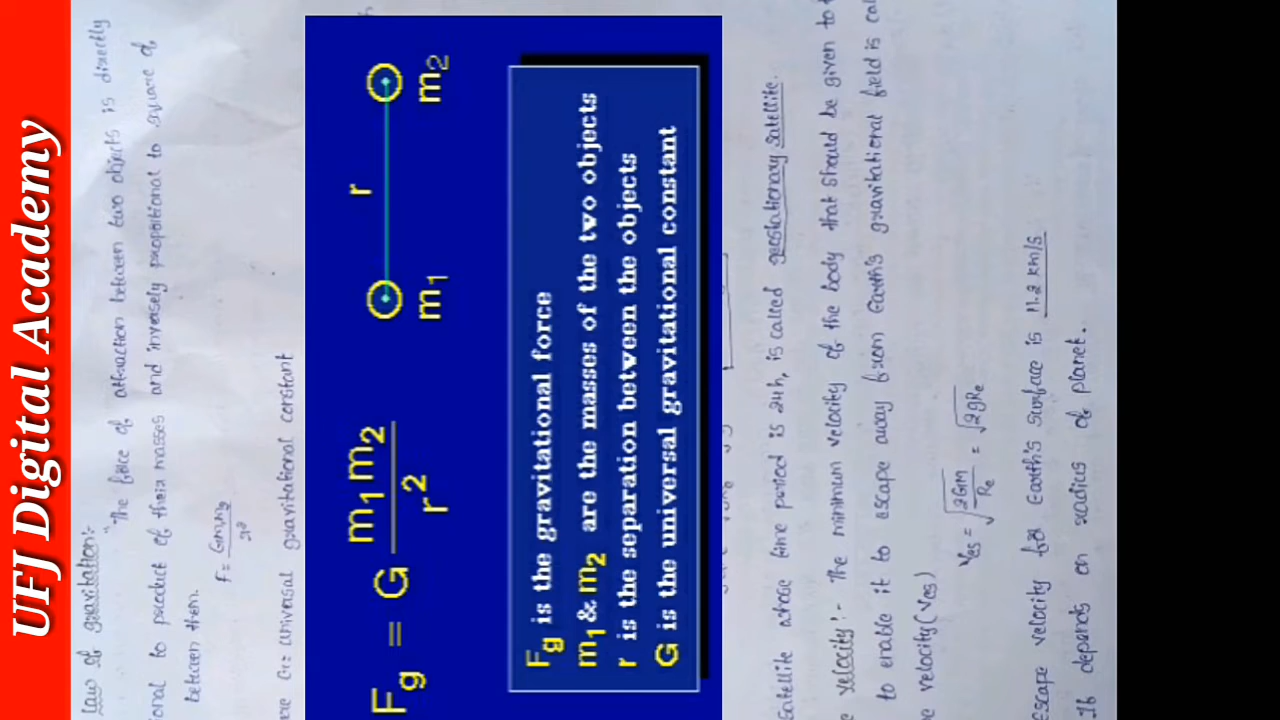 UFJ Digital Academy
law of gravitation:-
"The force of attraction between two objects is directly
onal to product of their masses and inversely propotional to square of
between them.
F = Gm₁m₂
r²
G = universal gravitational constant
F_g = G m₁m₂
r²
r
m₁ m₂
F_g is the gravitational force
m₁ & m₂ are the masses of the two objects
r is the separation between the objects
G is the universal gravitational constant
satellite whose time period is 24h, is called geostationary satellite.
velocity:- The minimum velocity of the body that should be given to
to enable it to escape away from Earth's gravitational field is cal
e velocity (Ves)
Ves = √2GM/Re = √2gRe
escape velocity for Earth's surface is 11.2 km/s
It depends on radius of planet.